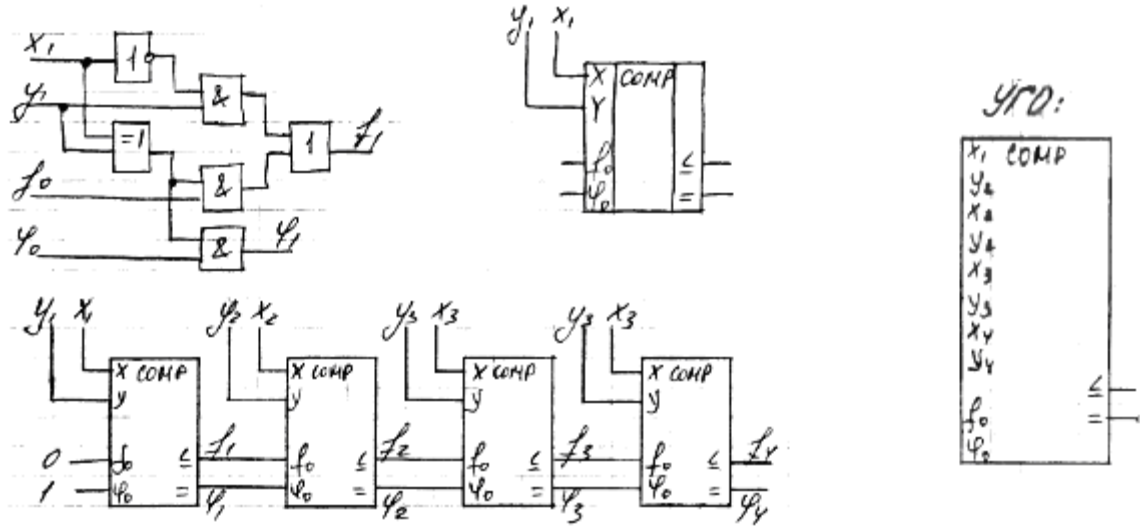 x₁ 1
y₁ &
=1 1 f₁
f₀ &
φ₀ & φ₁
y₁ x₁
X COMP
Y
f₀ ≤
φ₀ =
УГО:
x₁ COMP
y₂
x₂
y₂
x₃
y₃
x₄
y₄
≤
f₀ =
φ₀
y₁ x₁ y₂ x₂ y₃ x₃ y₃ x₃
x COMP x COMP x COMP x COMP
y y y y
0 f₀ ≤ f₁ f₀ ≤ f₂ f₀ ≤ f₃ f₀ ≤ f₄
1 φ₀ = φ₁ φ₀ = φ₂ φ₀ = φ₃ φ₀ = φ₄